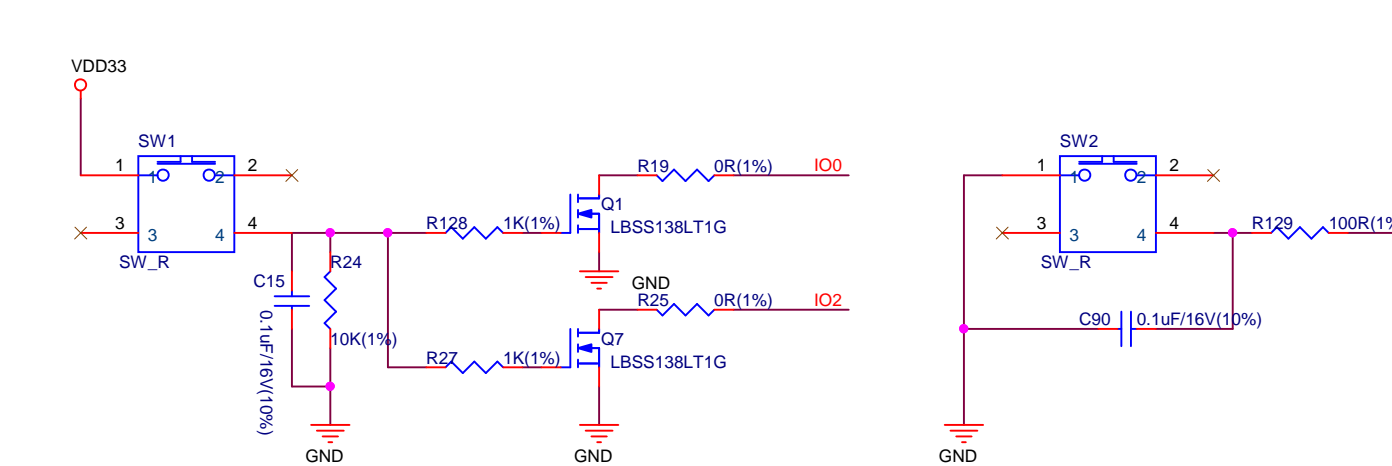 VDD33
SW1
1
2
1
2
3
4
3
4
SW_R
C15
0.1uF/16V(10%)
R24
10K(1%)
R128
1K(1%)
Q1
LBSS138LT1G
R19
0R(1%)
IO0
GND
R25
0R(1%)
IO2
R27
1K(1%)
Q7
LBSS138LT1G
GND
GND
SW2
1
2
1
2
3
4
3
4
SW_R
R129
100R(1%
C90
0.1uF/16V(10%)
GND